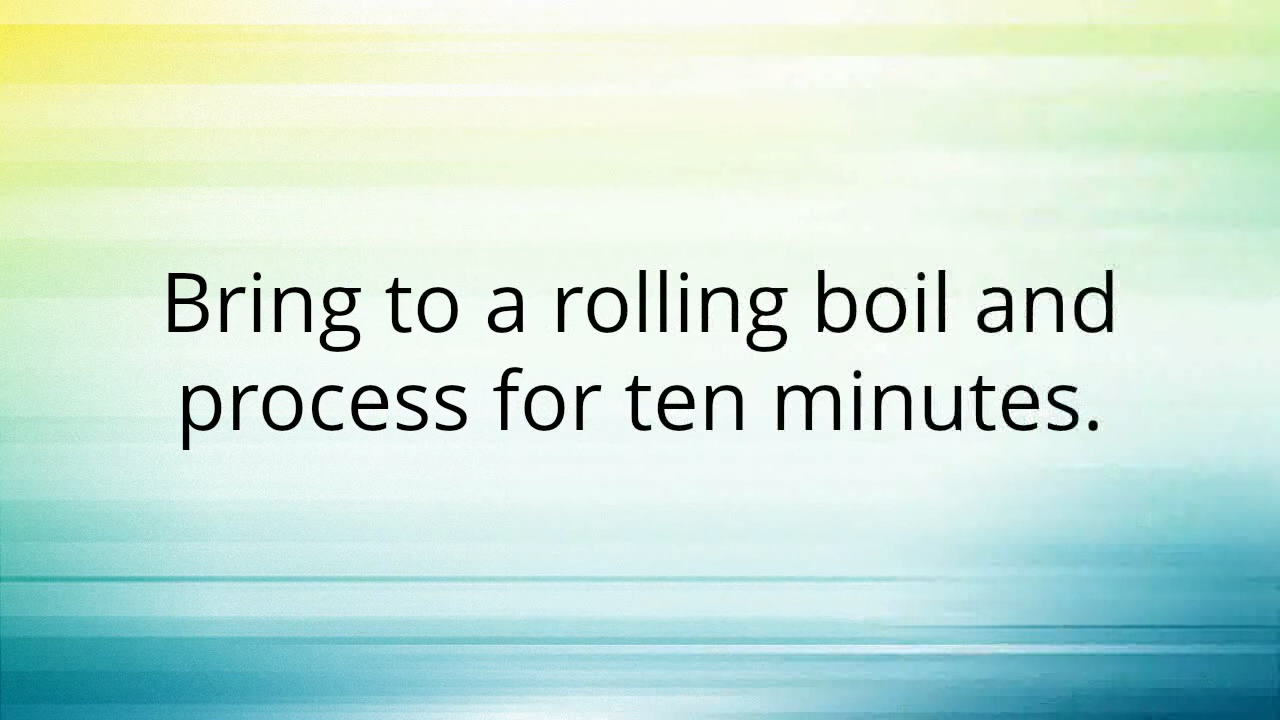 Bring to a rolling boil and
process for ten minutes.